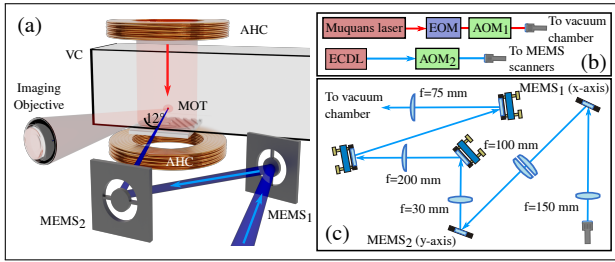 (a)
AHC
VC
Imaging
Objective
MOT
12°
AHC
MEMS₂
MEMS₁
Muquans laser
EOM
AOM₁
To vacuum
chamber
ECDL
AOM₂
To MEMS
scanners
(b)
MEMS₁ (x-axis)
To vacuum
chamber
f=75 mm
f=100
mm
f=200 mm
f=30 mm
f=150 mm
MEMS₂ (y-axis)
(c)